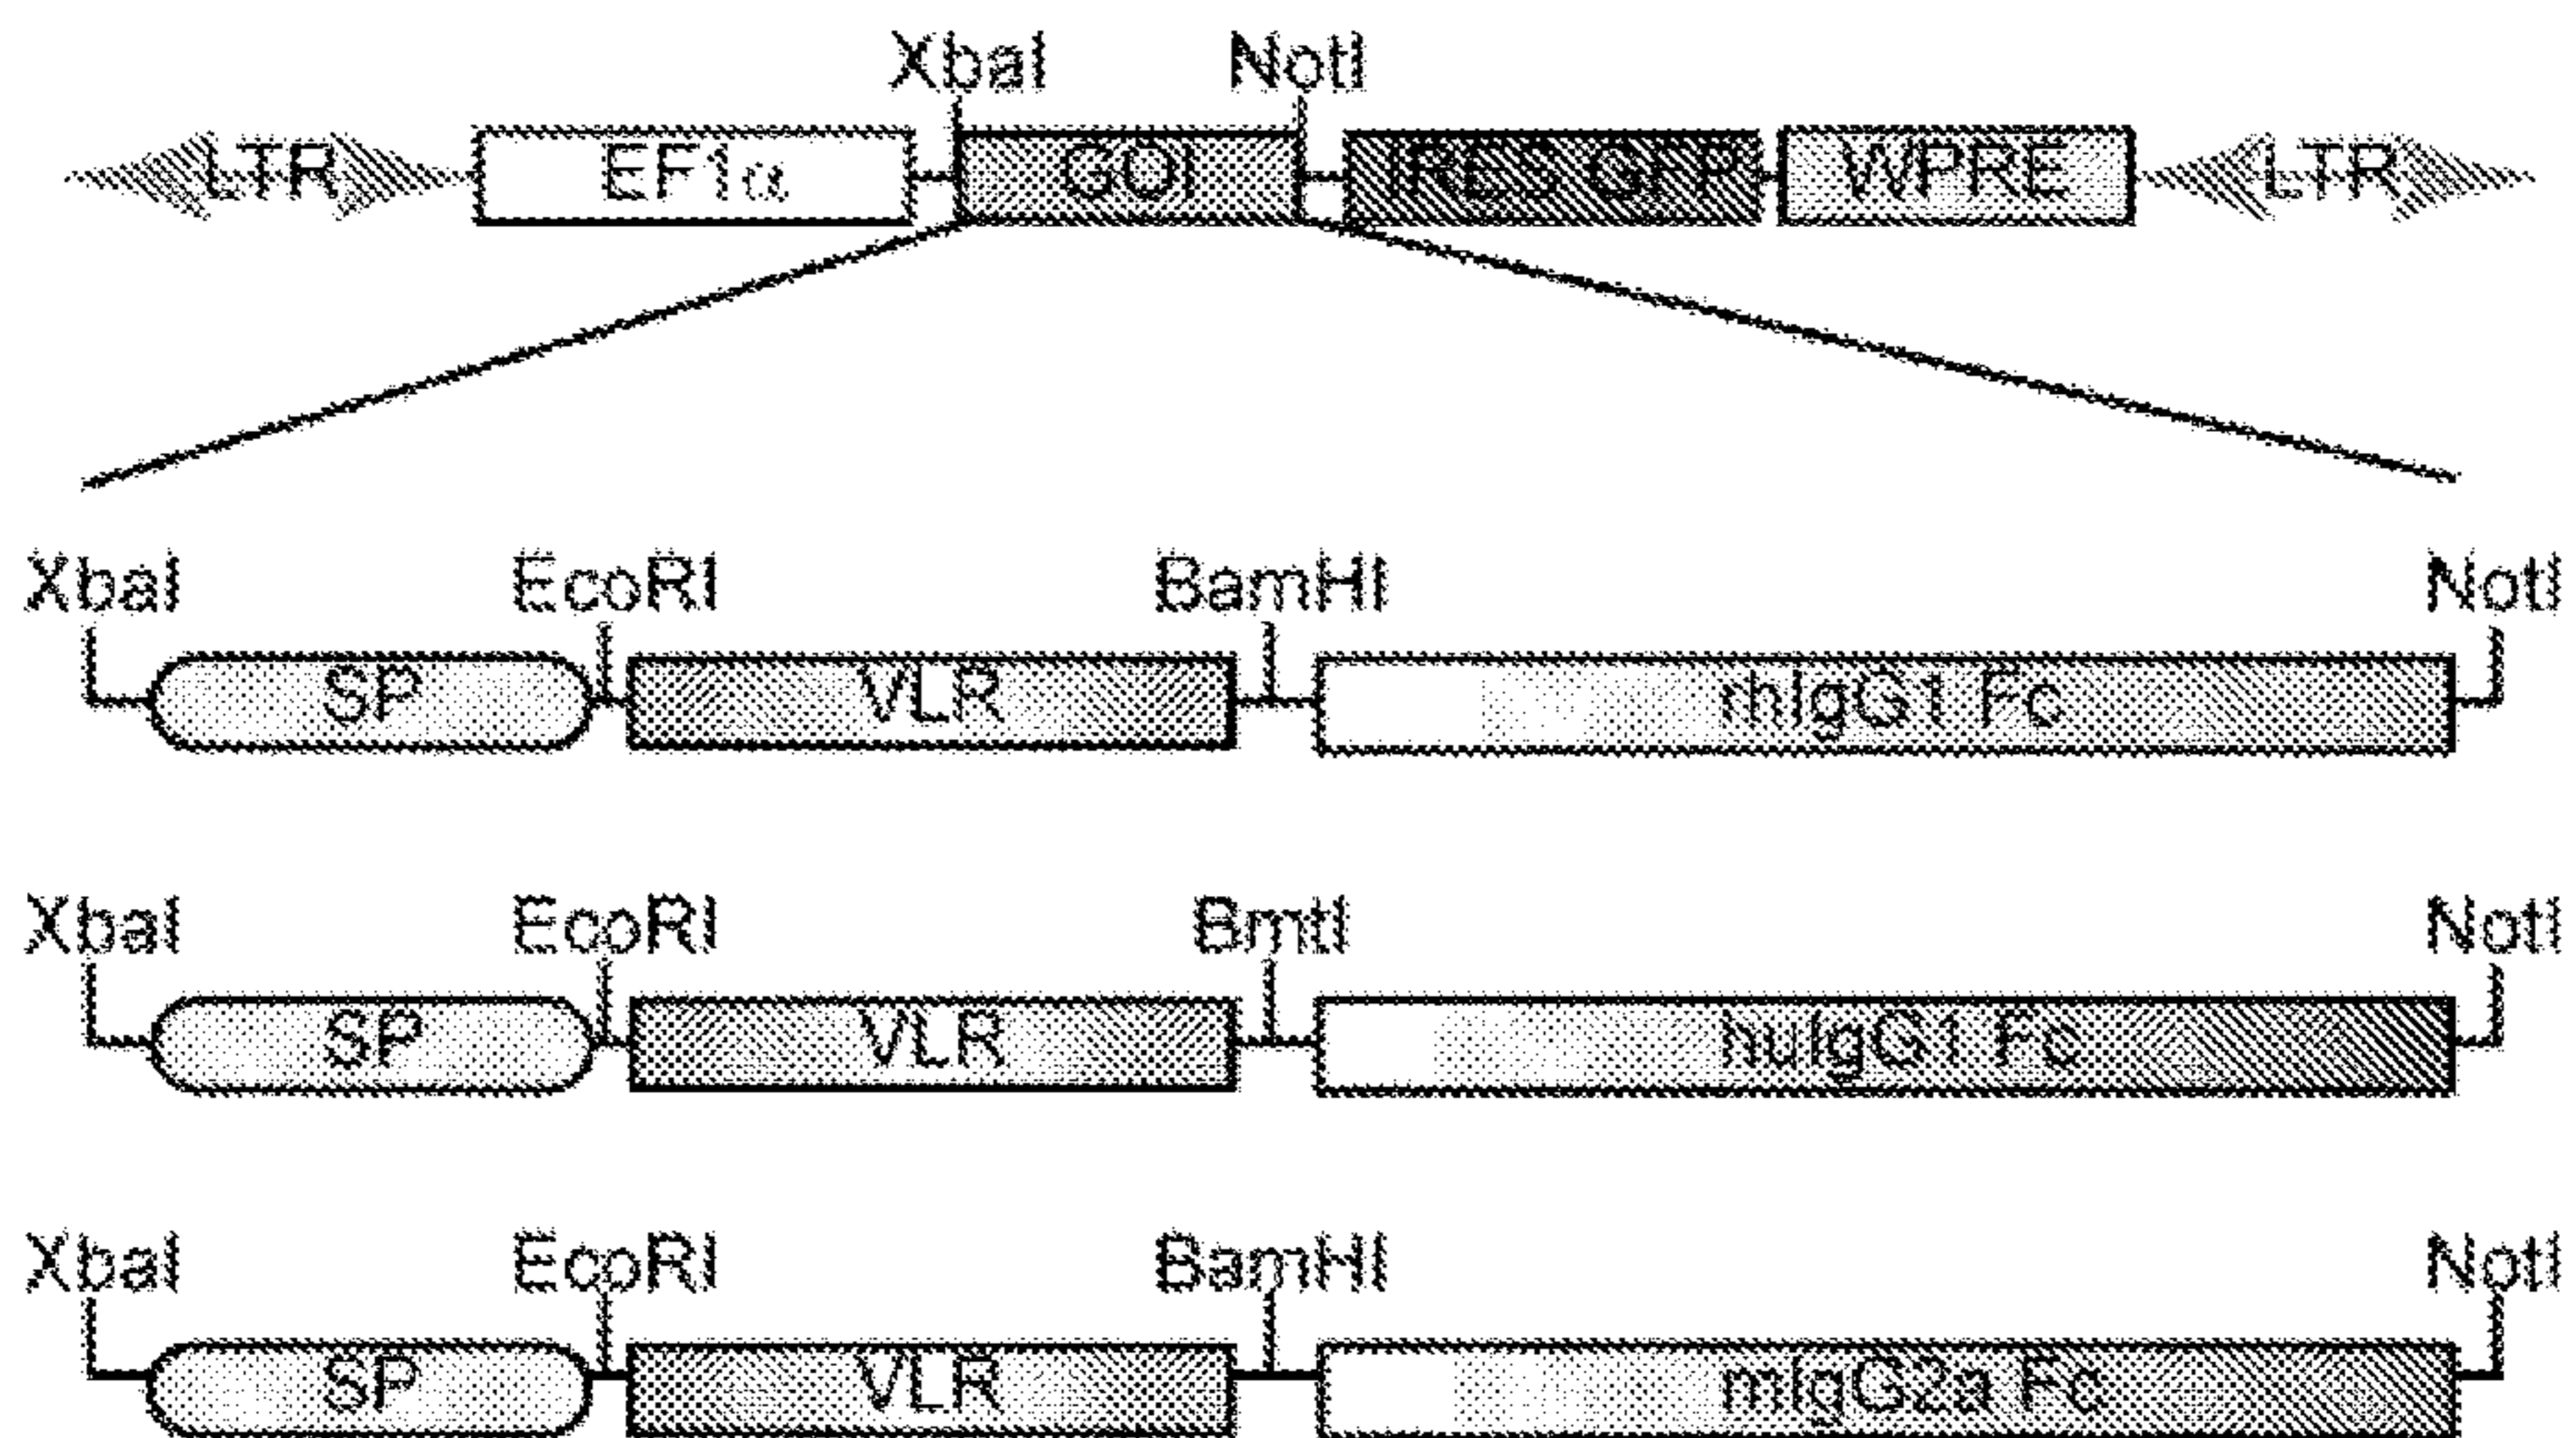 XbaI NotI
LTR EF1α GOI IRES GFP WPRE LTR
XbaI EcoRI BamHI NotI
SP VLR rhIgG1 Fc
XbaI EcoRI BmtI NotI
SP VLR huIgG1 Fc
XbaI EcoRI BamHI NotI
SP VLR mIgG2a Fc